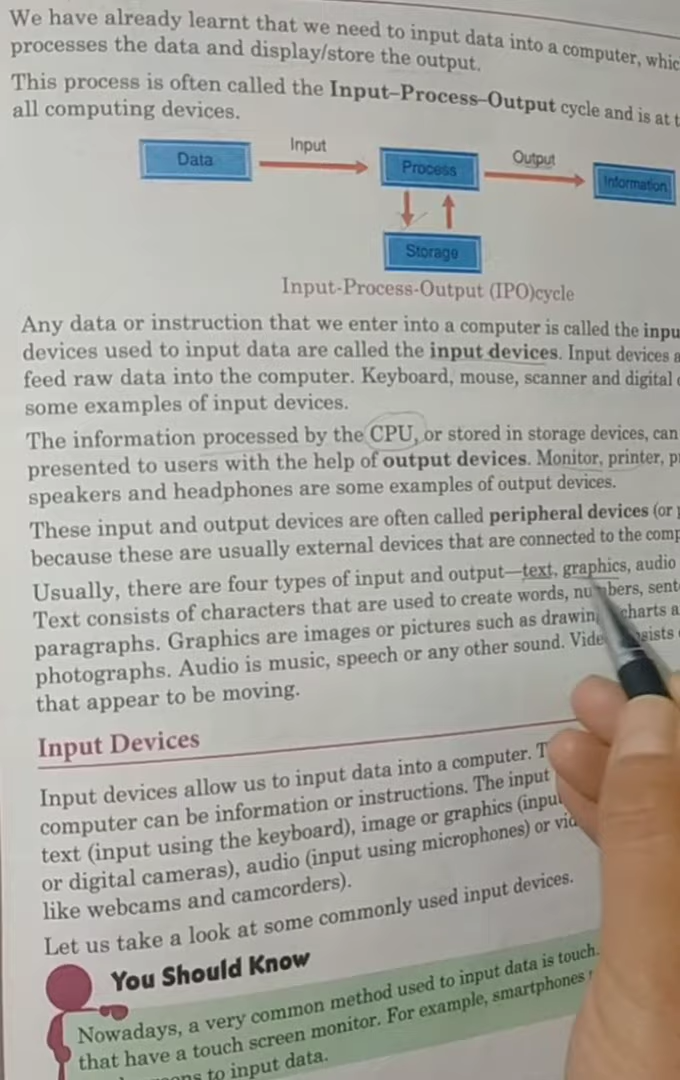 We have already learnt that we need to input data into a computer, whic
processes the data and display/store the output.
This process is often called the Input–Process–Output cycle and is at t
all computing devices.
Data Input Process Output Information
Storage
Input-Process-Output (IPO)cycle
Any data or instruction that we enter into a computer is called the inpu
devices used to input data are called the input devices. Input devices a
feed raw data into the computer. Keyboard, mouse, scanner and digital
some examples of input devices.
The information processed by the CPU, or stored in storage devices, can
presented to users with the help of output devices. Monitor, printer, p
speakers and headphones are some examples of output devices.
These input and output devices are often called peripheral devices (or
because these are usually external devices that are connected to the comp
Usually, there are four types of input and output—text, graphics, audio
Text consists of characters that are used to create words, numbers, sent
paragraphs. Graphics are images or pictures such as drawin charts a
photographs. Audio is music, speech or any other sound. Vide sists
that appear to be moving.
Input Devices
Input devices allow us to input data into a computer. T
computer can be information or instructions. The input
text (input using the keyboard), image or graphics (inpu
or digital cameras), audio (input using microphones) or vid
like webcams and camcorders).
Let us take a look at some commonly used input devices.
You Should Know
Nowadays, a very common method used to input data is touch.
that have a touch screen monitor. For example, smartphones
to input data.